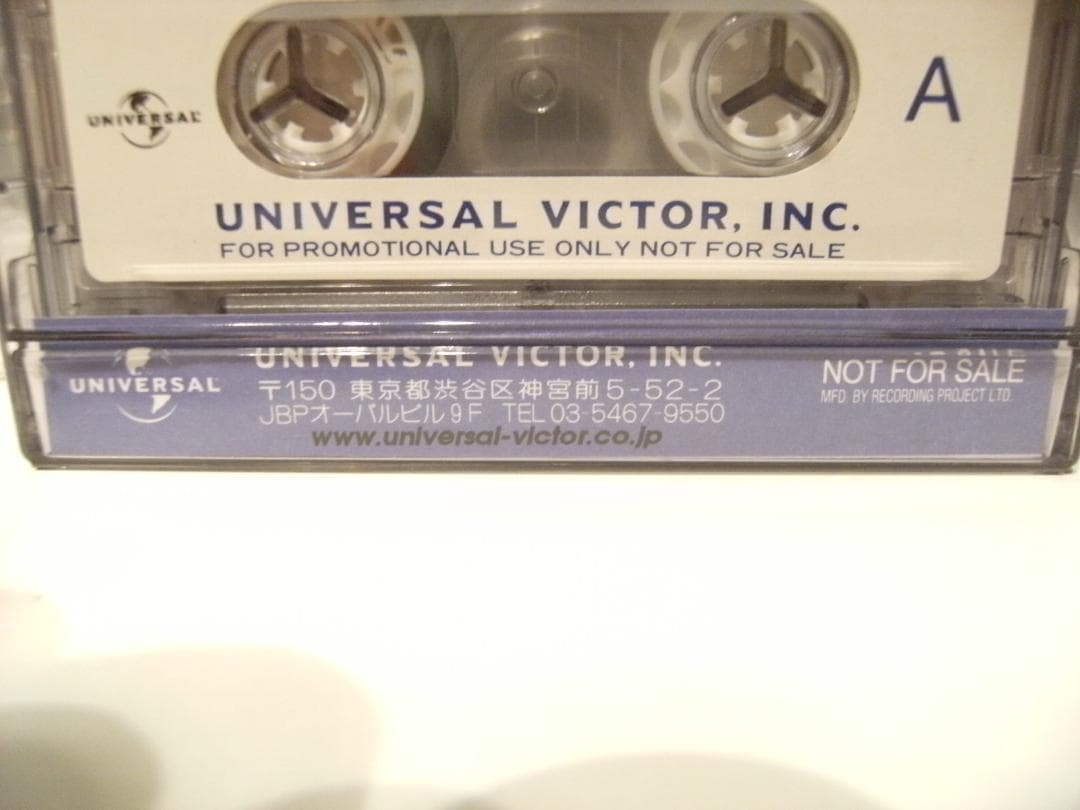 UNIVERSAL
A
UNIVERSAL VICTOR, INC.
FOR PROMOTIONAL USE ONLY NOT FOR SALE
UNIVERSAL
UNIVERSAL VICTOR, INC.
〒150 東京都渋谷区神宮前5-52-2
JBPオーバルビル9F TEL 03-5467-9550
www.universal-victor.co.jp
NOT FOR SALE
MFD. BY RECORDING PROJECT LTD.